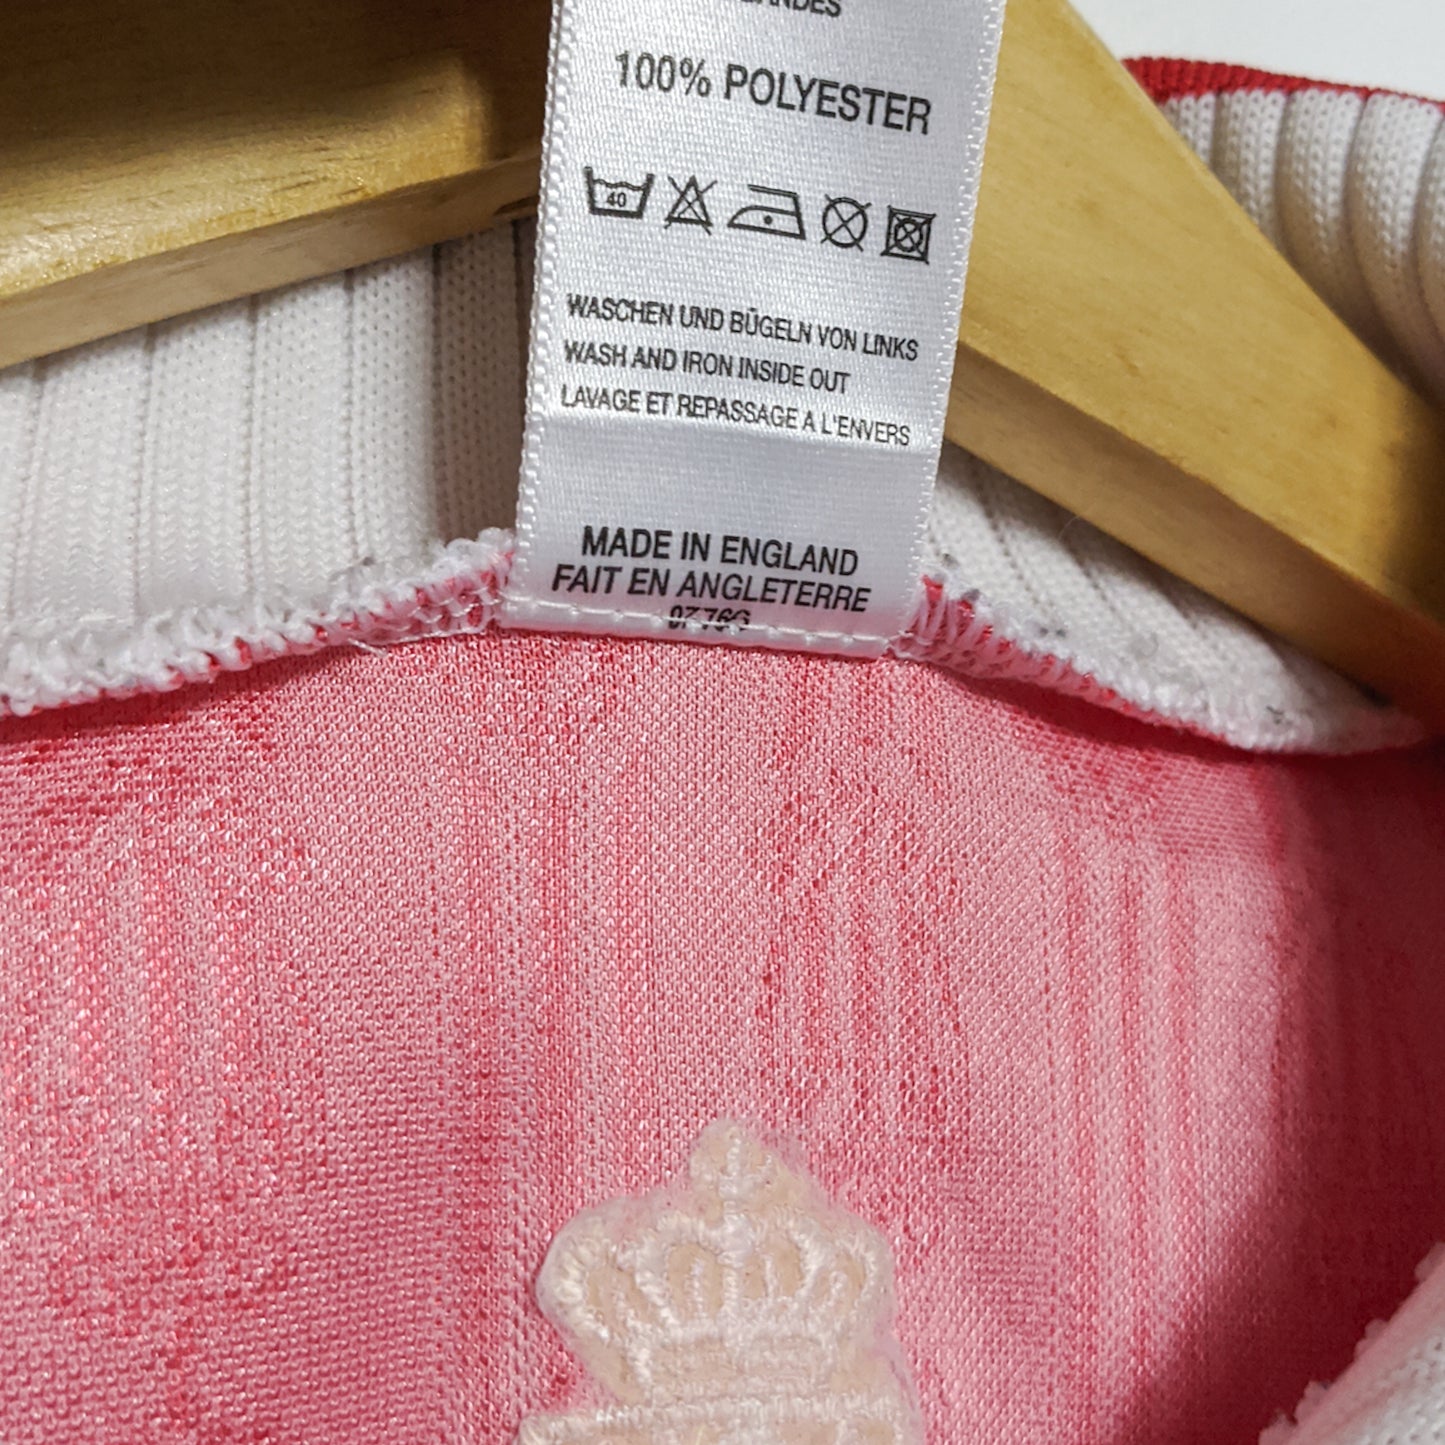 100% POLYESTER
40
WASCHEN UND BÜGELN VON LINKS
WASH AND IRON INSIDE OUT
LAVAGE ET REPASSAGE A L'ENVERS
MADE IN ENGLAND
FAIT EN ANGLETERRE